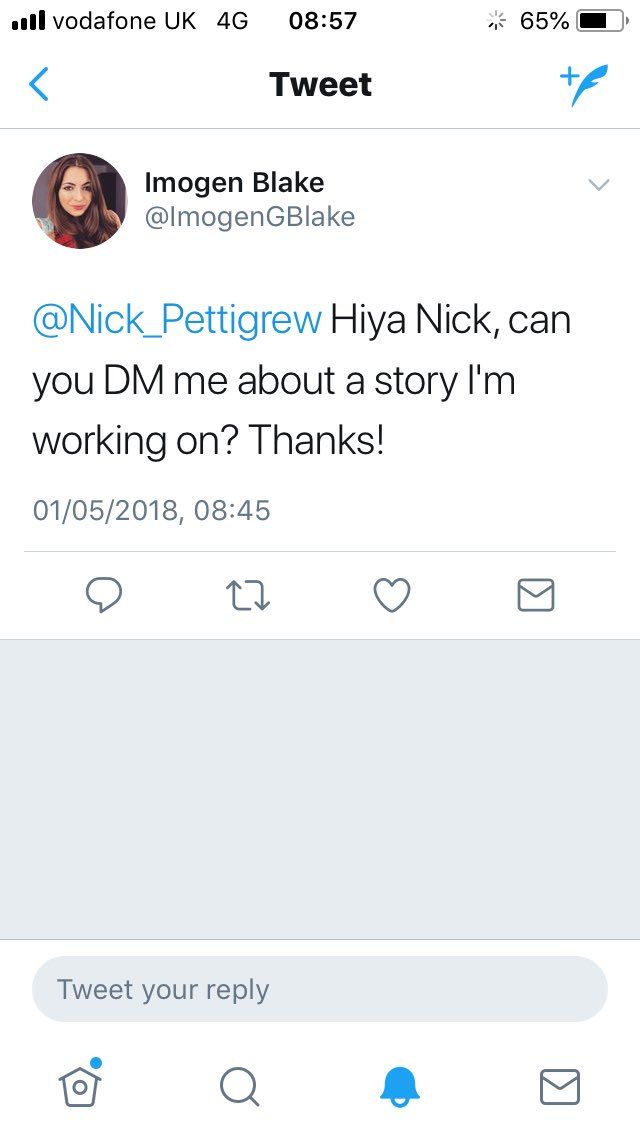 vodafone UK 4G 08:57 65%
Tweet
Imogen Blake
@ImogenGBlake
@Nick_Pettigrew Hiya Nick, can
you DM me about a story I'm
working on? Thanks!
01/05/2018, 08:45
Tweet your reply